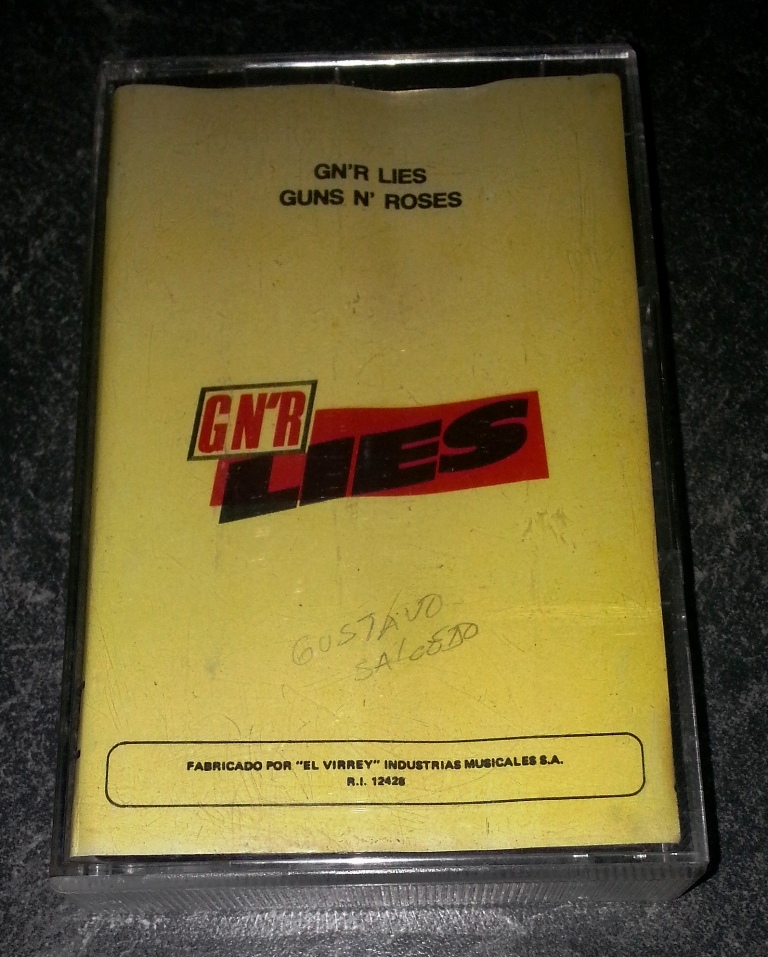 GN'R LIES
GUNS N' ROSES
GN'R
LIES
GUSTAVO
SALCEDO
FABRICADO POR "EL VIRREY" INDUSTRIAS MUSICALES S.A.
R.I. 12428